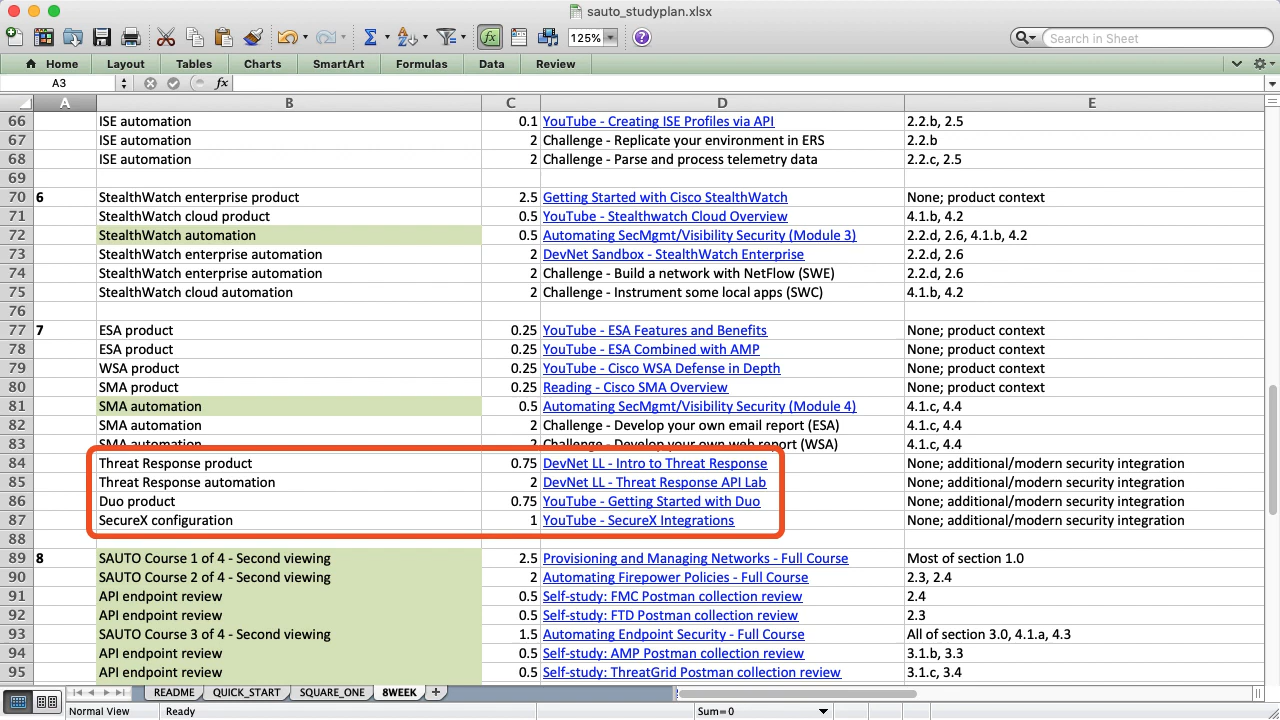 sauto_studyplan.xlsx
125%
Search in Sheet
Home Layout Tables Charts SmartArt Formulas Data Review
A3 fx
A B C D E
66 ISE automation 0.1 YouTube - Creating ISE Profiles via API 2.2.b, 2.5
67 ISE automation 2 Challenge - Replicate your environment in ERS 2.2.b
68 ISE automation 2 Challenge - Parse and process telemetry data 2.2.c, 2.5
69
70 6 StealthWatch enterprise product 2.5 Getting Started with Cisco StealthWatch None; product context
71 StealthWatch cloud product 0.5 YouTube - Stealthwatch Cloud Overview 4.1.b, 4.2
72 StealthWatch automation 0.5 Automating SecMgmt/Visibility Security (Module 3) 2.2.d, 2.6, 4.1.b, 4.2
73 StealthWatch enterprise automation 2 DevNet Sandbox - StealthWatch Enterprise 2.2.d, 2.6
74 StealthWatch enterprise automation 2 Challenge - Build a network with NetFlow (SWE) 2.2.d, 2.6
75 StealthWatch cloud automation 2 Challenge - Instrument some local apps (SWC) 4.1.b, 4.2
76
77 7 ESA product 0.25 YouTube - ESA Features and Benefits None; product context
78 ESA product 0.25 YouTube - ESA Combined with AMP None; product context
79 WSA product 0.25 YouTube - Cisco WSA Defense in Depth None; product context
80 SMA product 0.25 Reading - Cisco SMA Overview None; product context
81 SMA automation 0.5 Automating SecMgmt/Visibility Security (Module 4) 4.1.c, 4.4
82 SMA automation 2 Challenge - Develop your own email report (ESA) 4.1.c, 4.4
83 SMA automation 2 Challenge - Develop your own web report (WSA) 4.1.c, 4.4
84 Threat Response product 0.75 DevNet LL - Intro to Threat Response None; additional/modern security integration
85 Threat Response automation 2 DevNet LL - Threat Response API Lab None; additional/modern security integration
86 Duo product 0.75 YouTube - Getting Started with Duo None; additional/modern security integration
87 SecureX configuration 1 YouTube - SecureX Integrations None; additional/modern security integration
88
89 8 SAUTO Course 1 of 4 - Second viewing 2.5 Provisioning and Managing Networks - Full Course Most of section 1.0
90 SAUTO Course 2 of 4 - Second viewing 2 Automating Firepower Policies - Full Course 2.3, 2.4
91 API endpoint review 0.5 Self-study: FMC Postman collection review 2.4
92 API endpoint review 0.5 Self-study: FTD Postman collection review 2.3
93 SAUTO Course 3 of 4 - Second viewing 1.5 Automating Endpoint Security - Full Course All of section 3.0, 4.1.a, 4.3
94 API endpoint review 0.5 Self-study: AMP Postman collection review 3.1.b, 3.3
95 API endpoint review 0.5 Self-study: ThreatGrid Postman collection review 3.1.c, 3.4
README QUICK_START SQUARE_ONE 8WEEK +
Normal View Ready Sum=0